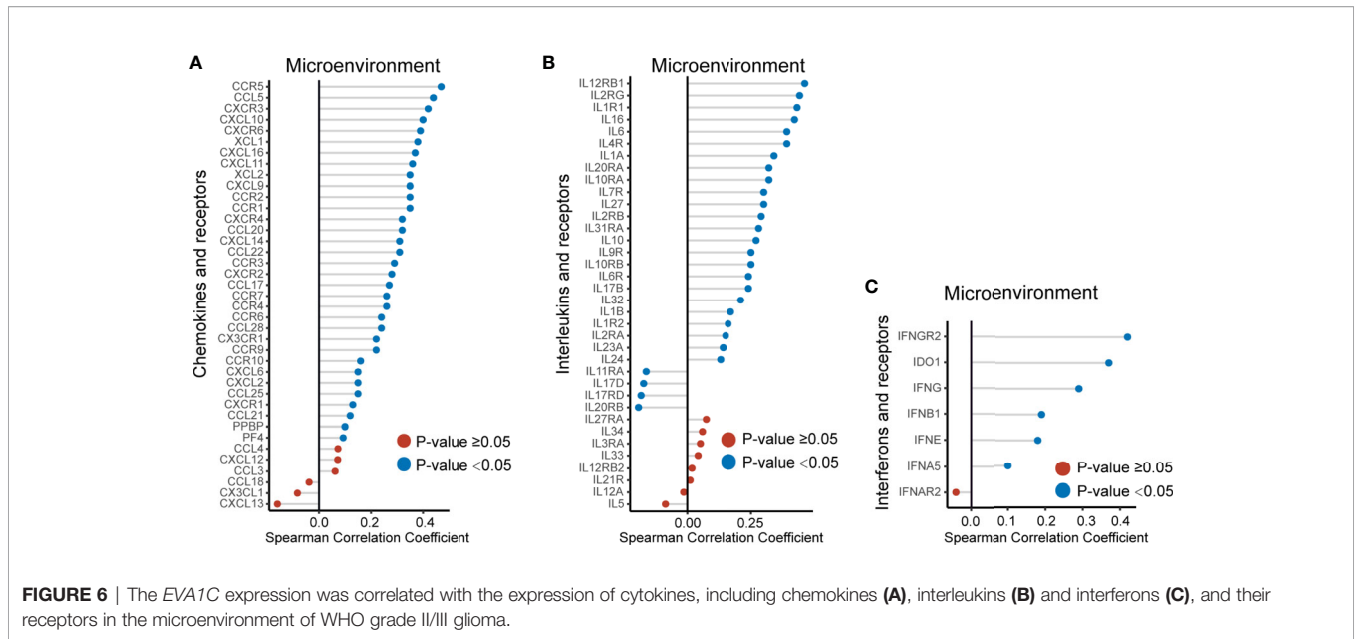 A
Microenvironment
Chemokines and receptors
CCR5
CCL5
CXCR3
CXCL10
CXCR6
XCL1
CXCL16
CXCL11
XCL2
CXCL9
CCR2
CCR1
CXCR4
CCL20
CXCL14
CCL22
CCR3
CXCR2
CCL17
CCR7
CCR4
CCR6
CCL28
CX3CR1
CCR9
CCR10
CXCL6
CXCL2
CCL25
CXCR1
CCL21
PPBP
PF4
CCL4
CXCL12
CCL3
CCL18
CX3CL1
CXCL13
P-value ≥0.05
P-value <0.05
0.0 0.2 0.4
Spearman Correlation Coefficient
B
Microenvironment
Interleukins and receptors
IL12RB1
IL2RG
IL1R1
IL16
IL6
IL4R
IL1A
IL20RA
IL10RA
IL7R
IL27
IL2RB
IL31RA
IL10
IL9R
IL10RB
IL6R
IL17B
IL32
IL1B
IL1R2
IL2RA
IL23A
IL24
IL11RA
IL17D
IL17RD
IL20RB
IL27RA
IL34
IL3RA
IL33
IL12RB2
IL21R
IL12A
IL5
P-value ≥0.05
P-value <0.05
0.00 0.25
Spearman Correlation Coefficient
C
Microenvironment
Interferons and receptors
IFNGR2
IDO1
IFNG
IFNB1
IFNE
IFNA5
IFNAR2
P-value ≥0.05
P-value <0.05
0.0 0.1 0.2 0.3 0.4
Spearman Correlation Coefficient
FIGURE 6 | The EVA1C expression was correlated with the expression of cytokines, including chemokines (A), interleukins (B) and interferons (C), and their
receptors in the microenvironment of WHO grade II/III glioma.